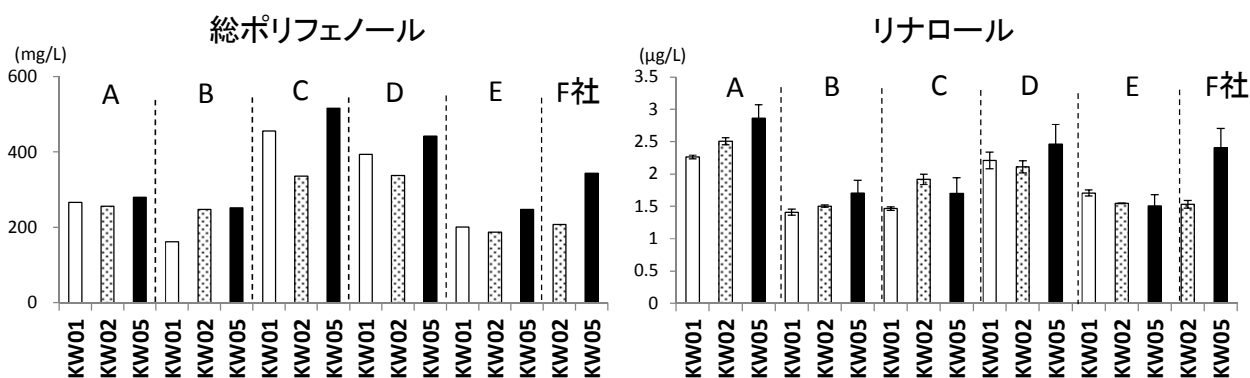 総ポリフェノール
(mg/L)
600
400
200
0
A B C D E F社
KW01 KW02 KW05 KW01 KW02 KW05 KW01 KW02 KW05 KW01 KW02 KW05 KW01 KW02 KW05 KW02 KW05
リナロール
(μg/L)
3.5
3
2.5
2
1.5
1
0.5
0
A B C D E F社
KW01 KW02 KW05 KW01 KW02 KW05 KW01 KW02 KW05 KW01 KW02 KW05 KW01 KW02 KW05 KW02 KW05